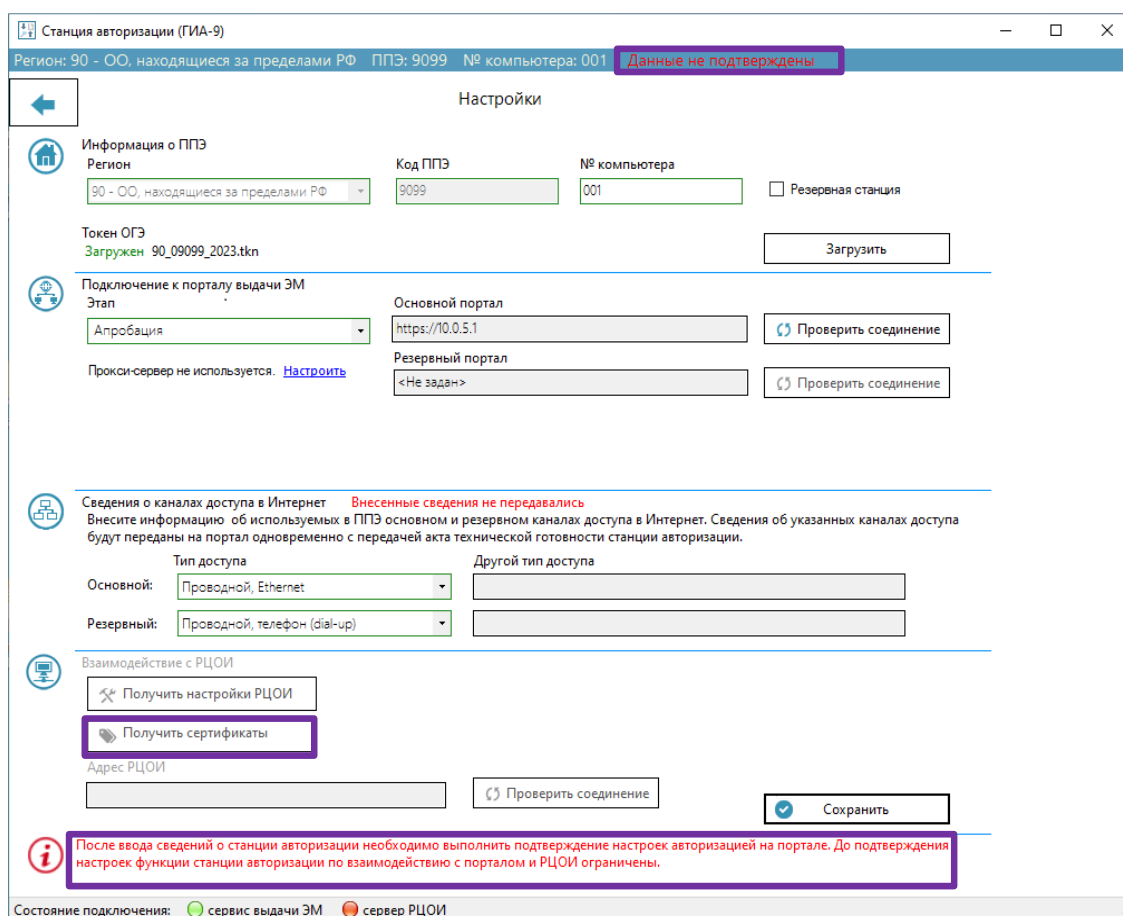 Станция авторизации (ГИА-9)
Регион: 90 - ОО, находящиеся за пределами РФ ППЭ: 9099 № компьютера: 001 Данные не подтверждены
Настройки
Информация о ППЭ
Регион Код ППЭ № компьютера
90 - ОО, находящиеся за пределами РФ 9099 001 Резервная станция
Токен ОГЭ
Загружен 90_09099_2023.tkn Загрузить
Подключение к порталу выдачи ЭМ
Этап Основной портал
Апробация https://10.0.5.1 Проверить соединение
Резервный портал
Прокси-сервер не используется. Настроить <Не задан> Проверить соединение
Сведения о каналах доступа в Интернет Внесенные сведения не передавались
Внесите информацию об используемых в ППЭ основном и резервном каналах доступа в Интернет. Сведения об указанных каналах доступа
будут переданы на портал одновременно с передачей акта технической готовности станции авторизации.
Тип доступа Другой тип доступа
Основной: Проводной, Ethernet
Резервный: Проводной, телефон (dial-up)
Взаимодействие с РЦОИ
Получить настройки РЦОИ
Получить сертификаты
Адрес РЦОИ
Проверить соединение
Сохранить
После ввода сведений о станции авторизации необходимо выполнить подтверждение настроек авторизацией на портале. До подтверждения
настроек функции станции авторизации по взаимодействию с порталом и РЦОИ ограничены.
Состояние подключения: сервис выдачи ЭМ сервер РЦОИ